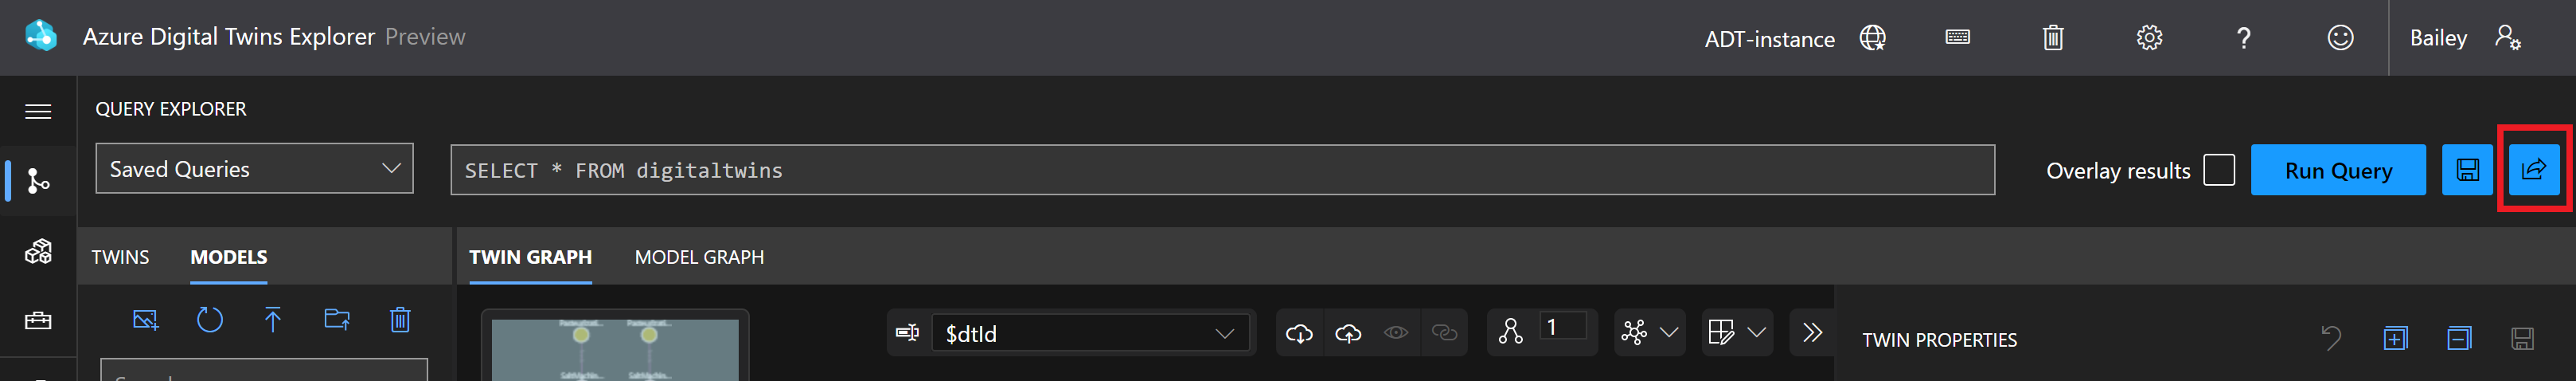 Azure Digital Twins Explorer Preview
ADT-instance
?
Bailey
QUERY EXPLORER
Saved Queries
SELECT * FROM digitaltwins
Overlay results
Run Query
TWINS MODELS
TWIN GRAPH MODEL GRAPH
$dtId
1
TWIN PROPERTIES